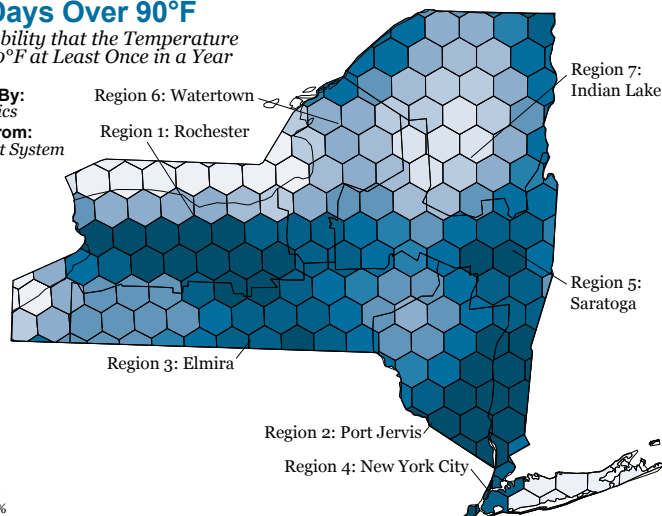 Days Over 90°F
bility that the Temperature
0°F at Least Once in a Year
By:
ics
rom:
t System
Region 6: Watertown
Region 1: Rochester
Region 7:
Indian Lake
Region 5:
Saratoga
Region 3: Elmira
Region 2: Port Jervis
Region 4: New York City
%